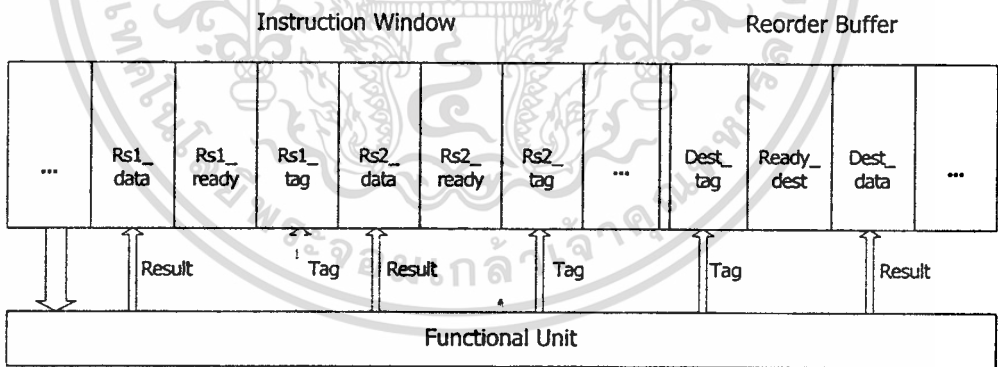 Instruction Window
Reorder Buffer
...
Rs1_
data
Rs1_
ready
Rs1_
tag
Rs2_
data
Rs2_
ready
Rs2_
tag
...
Dest_
tag
Ready_
dest
Dest_
data
...
Result
Tag
Result
Tag
Tag
Result
Functional Unit